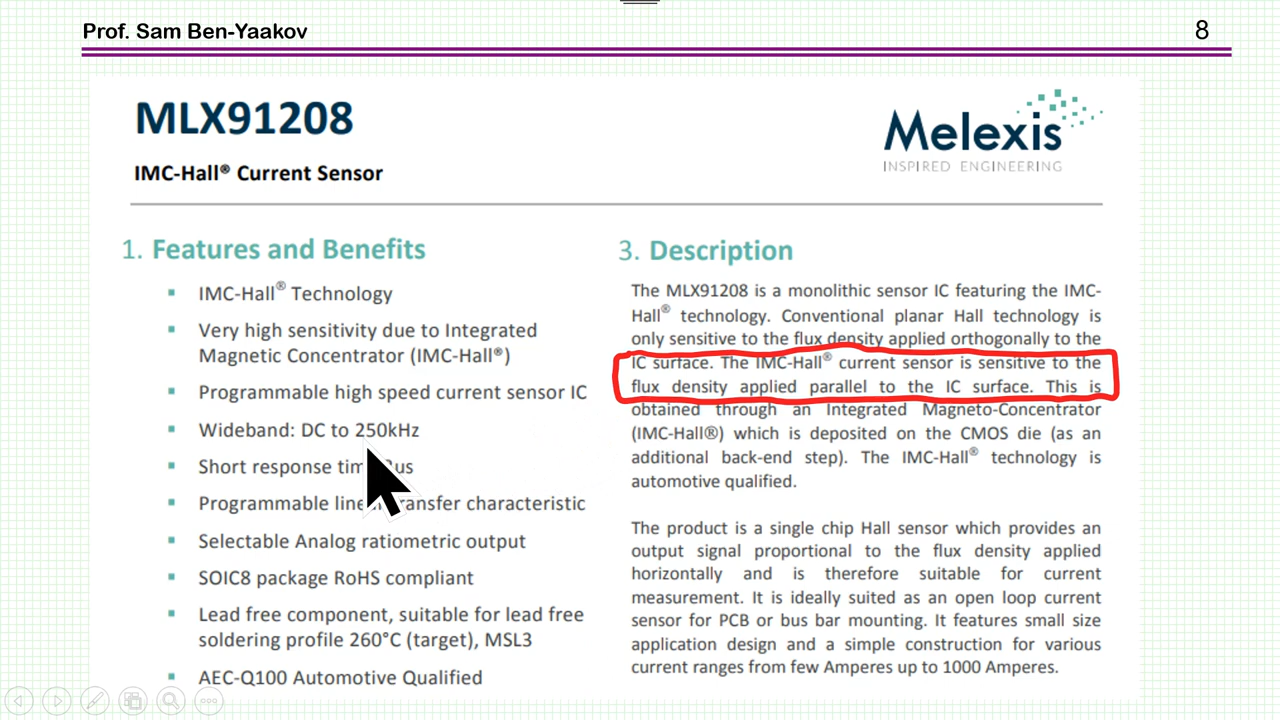 Prof. Sam Ben-Yaakov
8
MLX91208
IMC-Hall® Current Sensor
Melexis
INSPIRED ENGINEERING
1. Features and Benefits
▪ IMC-Hall® Technology
▪ Very high sensitivity due to Integrated
Magnetic Concentrator (IMC-Hall®)
▪ Programmable high speed current sensor IC
▪ Wideband: DC to 250kHz
▪ Short response
▪ Programmable transfer characteristic
▪ Selectable Analog ratiometric output
▪ SOIC8 package RoHS compliant
▪ Lead free component, suitable for lead free
soldering profile 260°C (target), MSL3
▪ AEC-Q100 Automotive Qualified
3. Description
The MLX91208 is a monolithic sensor IC featuring the IMC-
Hall® technology. Conventional planar Hall technology is
only sensitive to the flux density applied orthogonally to the
IC surface. The IMC-Hall® current sensor is sensitive to the
flux density applied parallel to the IC surface. This is
obtained through an Integrated Magneto-Concentrator
(IMC-Hall®) which is deposited on the CMOS die (as an
additional back-end step). The IMC-Hall® technology is
automotive qualified.
The product is a single chip Hall sensor which provides an
output signal proportional to the flux density applied
horizontally and is therefore suitable for current
measurement. It is ideally suited as an open loop current
sensor for PCB or bus bar mounting. It features small size
application design and a simple construction for various
current ranges from few Amperes up to 1000 Amperes.